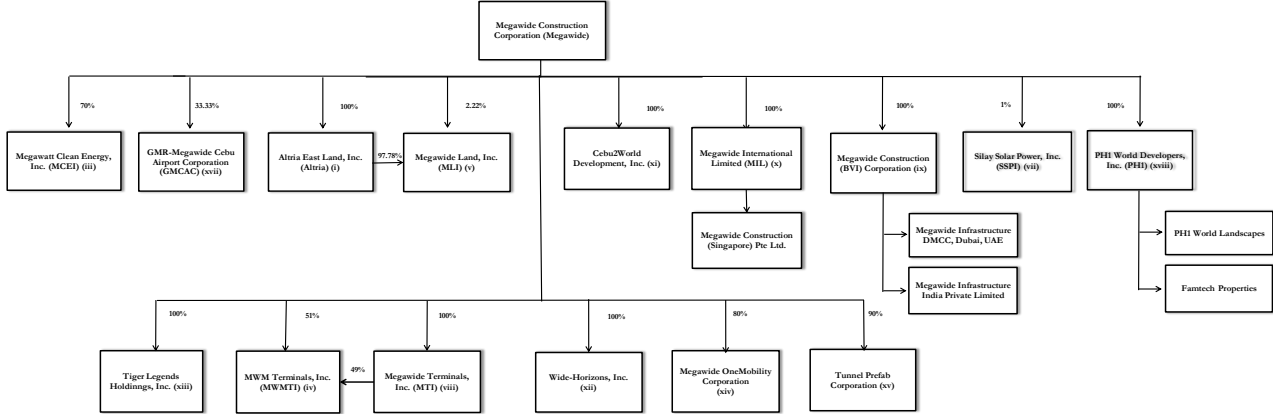 Megawide Construction
Corporation (Megawide)
70%
33.33%
100%
2.22%
100%
100%
100%
1%
100%
Megawatt Clean Energy,
Inc. (MCEI) (iii)
GMR-Megawide Cebu
Airport Corporation
(GMCAC) (xvii)
Altria East Land, Inc.
(Altria) (i)
97.78%
Megawide Land, Inc.
(MLI) (v)
Cebu2World
Development, Inc. (xi)
Megawide International
Limited (MIL) (x)
Megawide Construction
(BVI) Corporation (ix)
Silay Solar Power, Inc.
(SSPI) (vii)
PH1 World Developers,
Inc. (PH1) (xviii)
Megawide Construction
(Singapore) Pte Ltd.
Megawide Infrastructure
DMCC, Dubai, UAE
PH1 World Landscapes
Megawide Infrastructure
India Private Limited
Famtech Properties
100%
51%
100%
100%
80%
90%
Tiger Legends
Holdinngs, Inc. (xiii)
MWM Terminals, Inc.
(MWMTI) (iv)
49%
Megawide Terminals,
Inc. (MTI) (viii)
Wide-Horizons, Inc.
(xii)
Megawide OneMobility
Corporation
(xiv)
Tunnel Prefab
Corporation (xv)